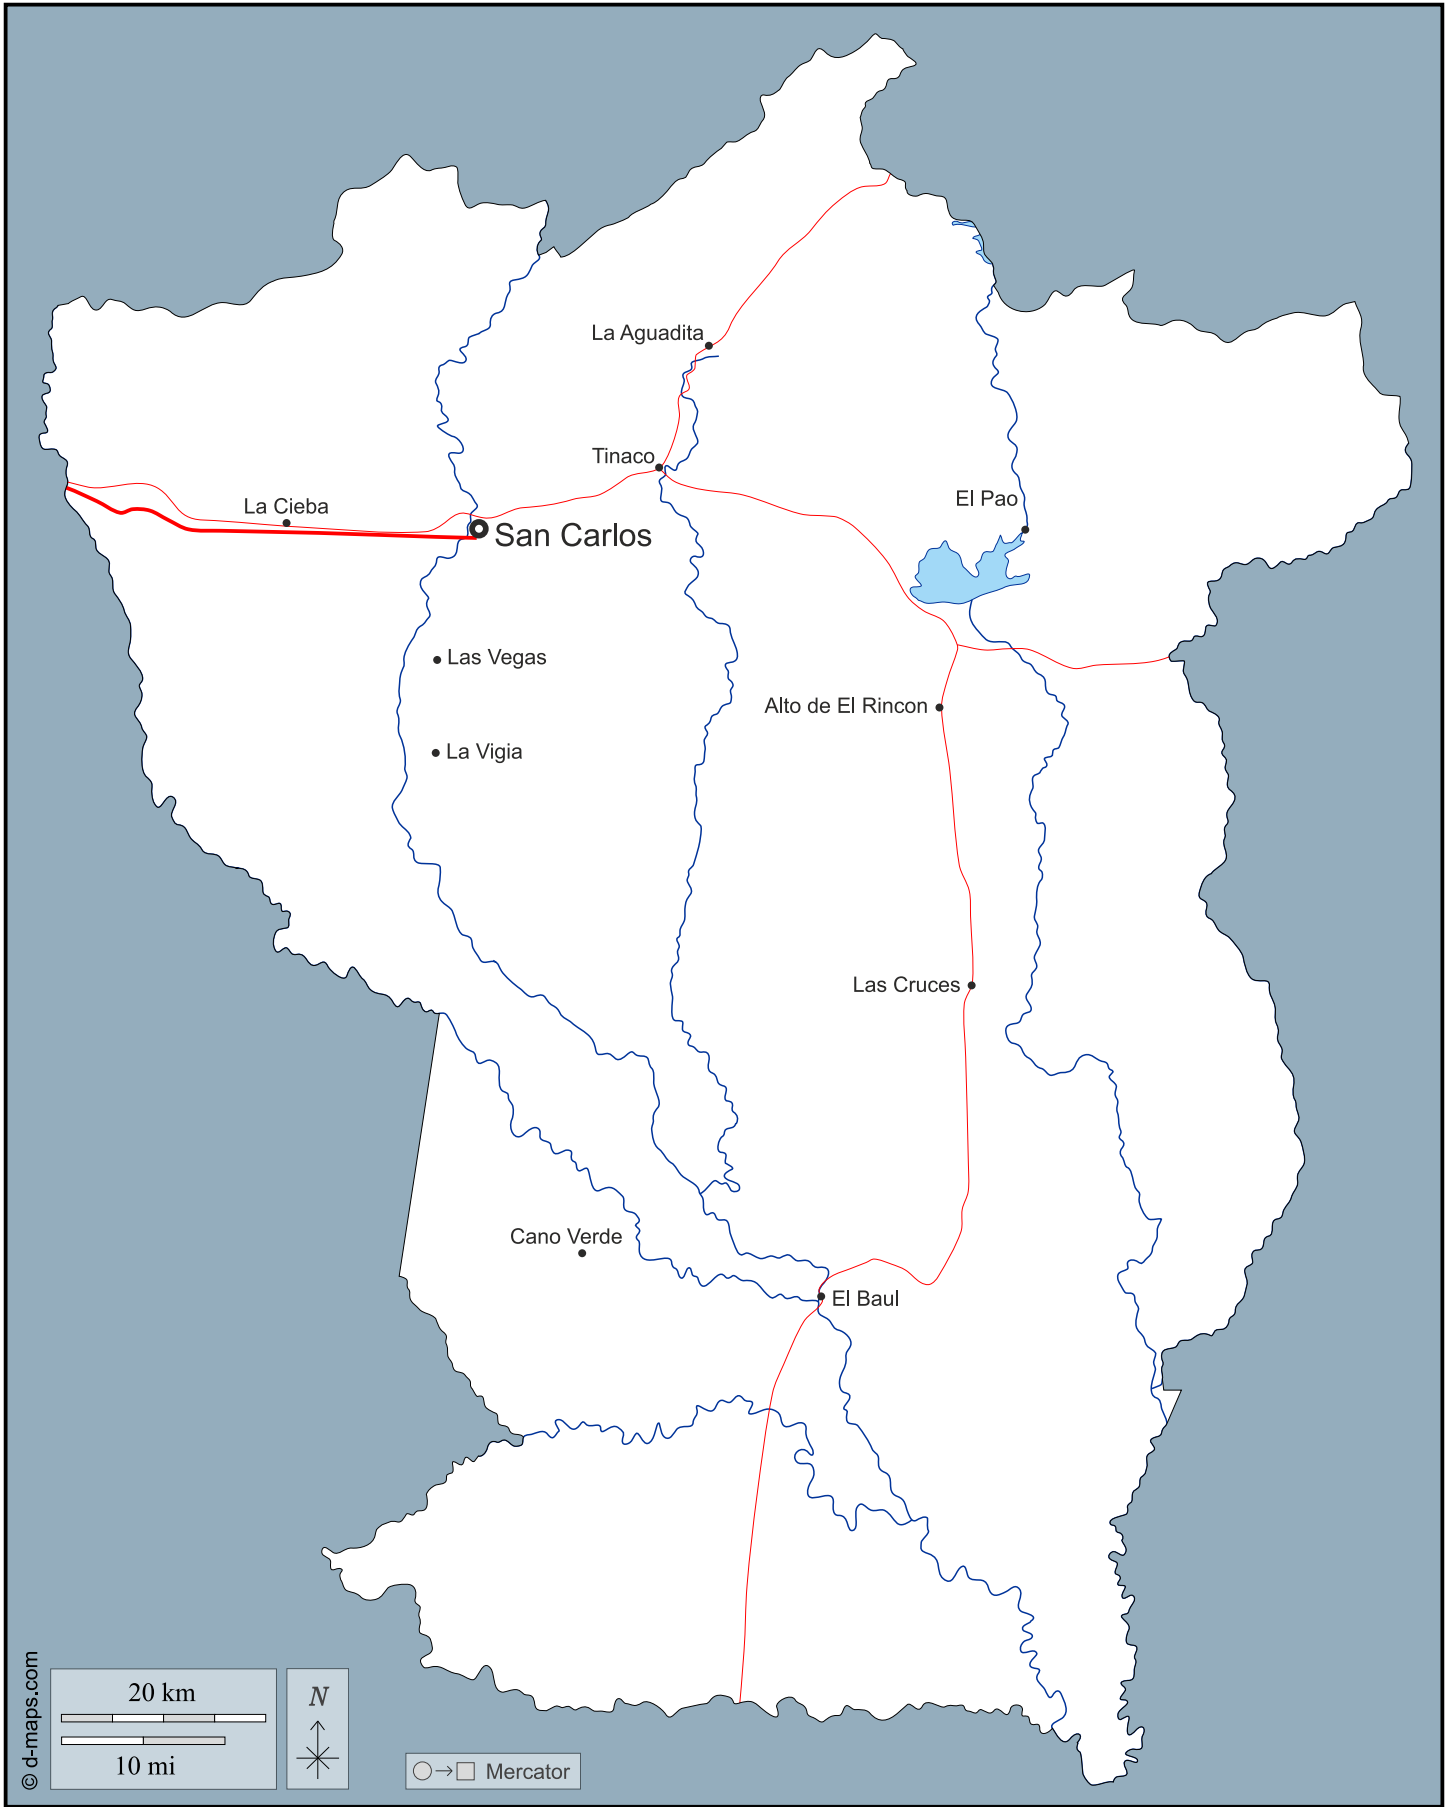 La Aguadita
Tinaco
El Pao
La Cieba
San Carlos
Las Vegas
Alto de El Rincon
La Vigia
Las Cruces
Cano Verde
El Baul
© d-maps.com
20 km
10 mi
N
Mercator